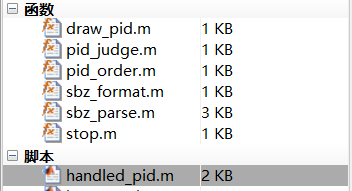 函数
draw_pid.m 1 KB
pid_judge.m 1 KB
pid_order.m 1 KB
sbz_format.m 1 KB
sbz_parse.m 3 KB
stop.m 1 KB
脚本
handled_pid.m 2 KB